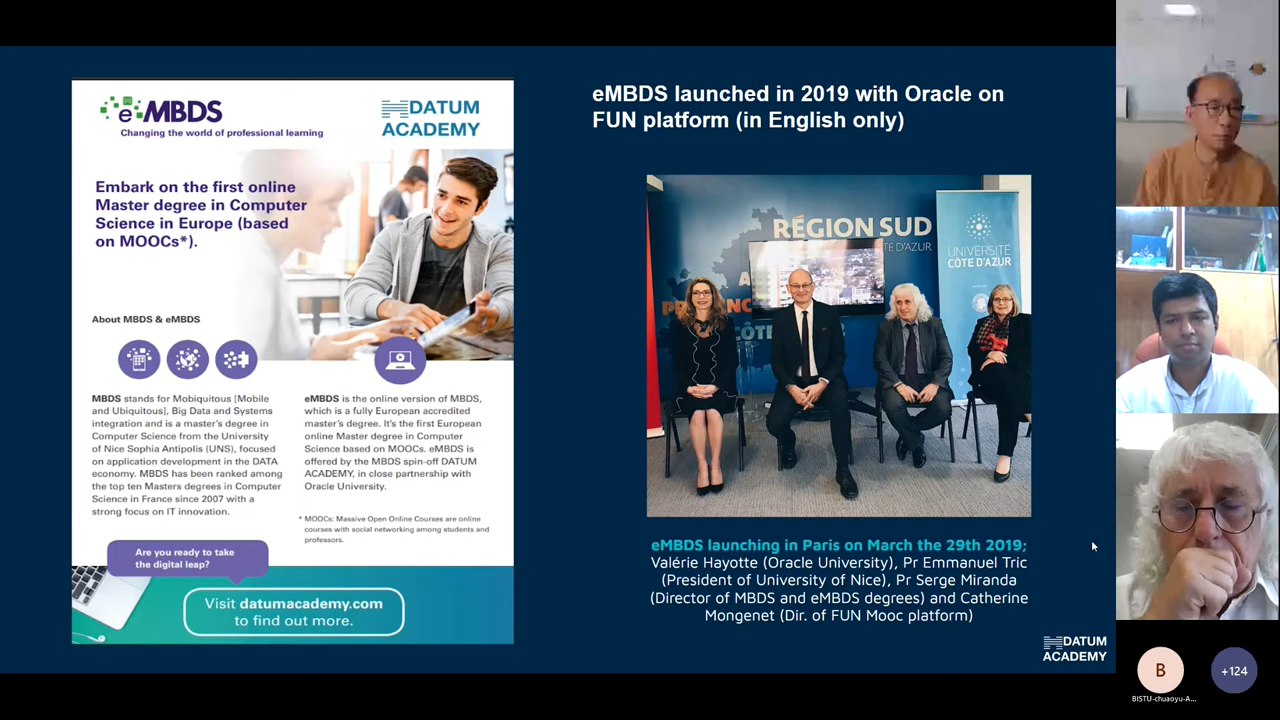 eMBDS
Changing the world of professional learning
DATUM
ACADEMY
Embark on the first online
Master degree in Computer
Science in Europe (based
on MOOCs*).
About MBDS & eMBDS
MBDS stands for Mobiquitous [Mobile
and Ubiquitous], Big Data and Systems
integration and is a master's degree in
Computer Science from the University
of Nice Sophia Antipolis (UNS), focused
on application development in the DATA
economy. MBDS has been ranked among
the top ten Masters degrees in Computer
Science in France since 2007 with a
strong focus on IT innovation.
eMBDS is the online version of MBDS,
which is a fully European accredited
master's degree. It's the first European
online Master degree in Computer
Science based on MOOCs. eMBDS is
offered by the MBDS spin-off DATUM
ACADEMY, in close partnership with
Oracle University.
* MOOCs: Massive Open Online Courses are online
courses with social networking among students and
professors.
Are you ready to take
the digital leap?
Visit datumacademy.com
to find out more.
eMBDS launched in 2019 with Oracle on
FUN platform (in English only)
RÉGION SUD
TE D'AZUR
UNIVERSITÉ
CÔTE D'AZUR
eMBDS launching in Paris on March the 29th 2019;
Valérie Hayotte (Oracle University), Pr Emmanuel Tric
(President of University of Nice), Pr Serge Miranda
(Director of MBDS and eMBDS degrees) and Catherine
Mongenet (Dir. of FUN Mooc platform)
DATUM
ACADEMY
B
+124
BISTU-chuaoyu-A...